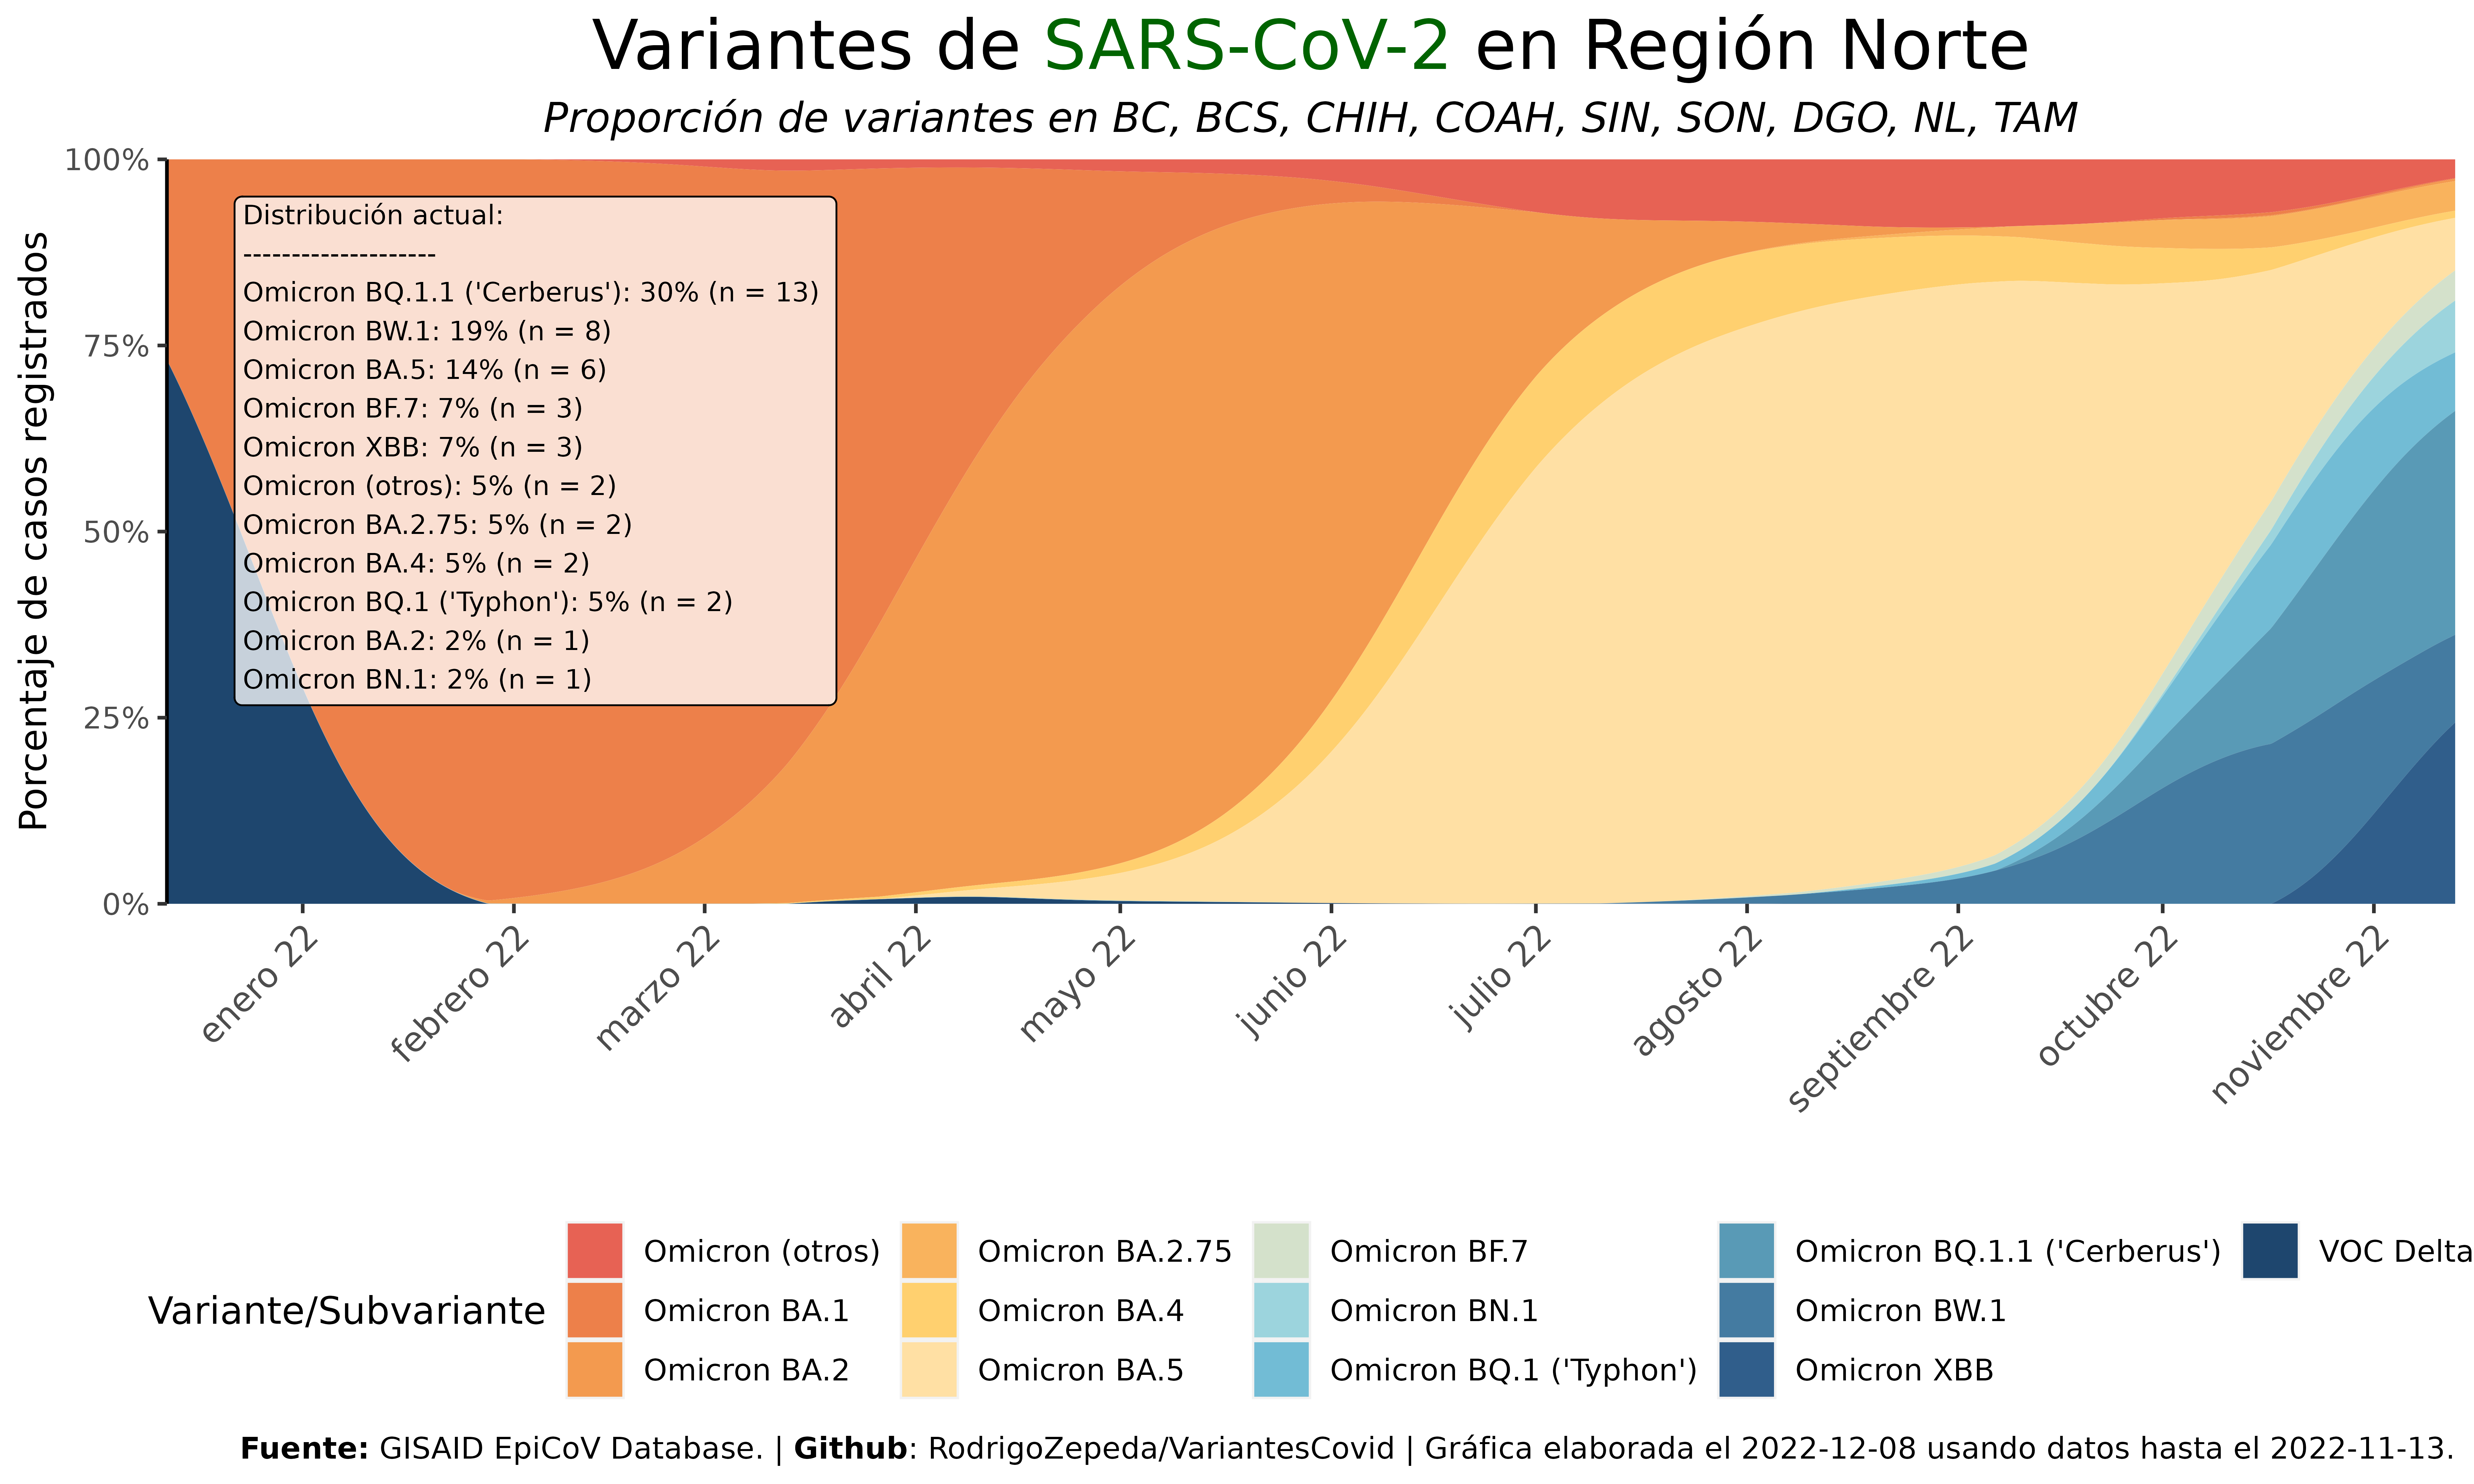 Variantes de SARS-CoV-2 en Región Norte
Proporción de variantes en BC, BCS, CHIH, COAH, SIN, SON, DGO, NL, TAM
Porcentaje de casos registrados
100%
75%
50%
25%
0%
Distribución actual:
--------------------
Omicron BQ.1.1 ('Cerberus'): 30% (n = 13)
Omicron BW.1: 19% (n = 8)
Omicron BA.5: 14% (n = 6)
Omicron BF.7: 7% (n = 3)
Omicron XBB: 7% (n = 3)
Omicron (otros): 5% (n = 2)
Omicron BA.2.75: 5% (n = 2)
Omicron BA.4: 5% (n = 2)
Omicron BQ.1 ('Typhon'): 5% (n = 2)
Omicron BA.2: 2% (n = 1)
Omicron BN.1: 2% (n = 1)
enero 22
febrero 22
marzo 22
abril 22
mayo 22
junio 22
julio 22
agosto 22
septiembre 22
octubre 22
noviembre 22
Variante/Subvariante
Omicron (otros)
Omicron BA.1
Omicron BA.2
Omicron BA.2.75
Omicron BA.4
Omicron BA.5
Omicron BF.7
Omicron BN.1
Omicron BQ.1 ('Typhon')
Omicron BQ.1.1 ('Cerberus')
Omicron BW.1
Omicron XBB
VOC Delta
Fuente: GISAID EpiCoV Database. | Github: RodrigoZepeda/VariantesCovid | Gráfica elaborada el 2022-12-08 usando datos hasta el 2022-11-13.